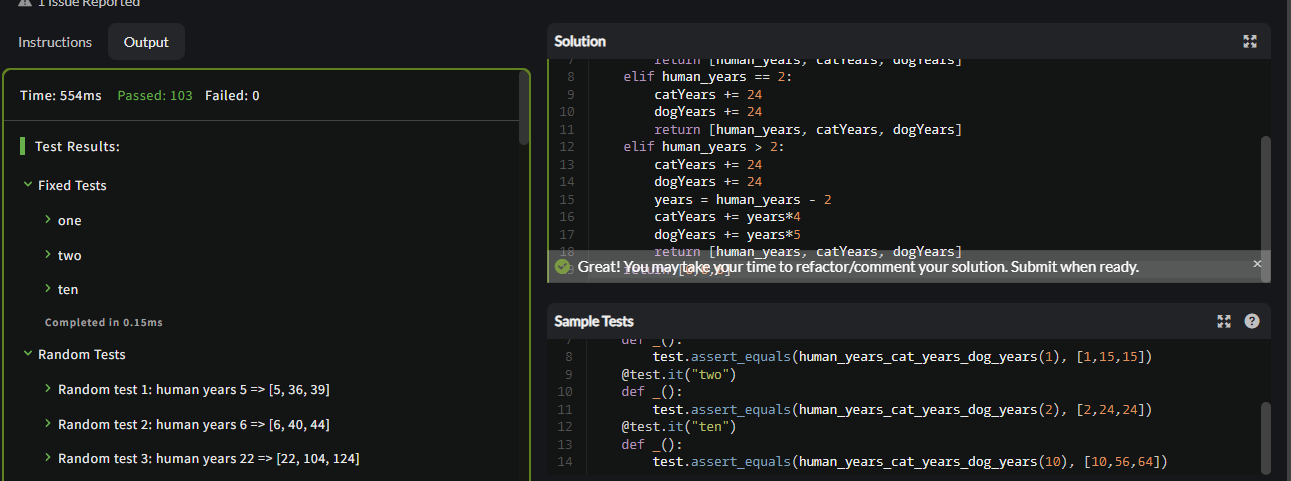 1 Issue Reported
Instructions
Output
Time: 554ms Passed: 103 Failed: 0
Test Results:
Fixed Tests
one
two
ten
Completed in 0.15ms
Random Tests
Random test 1: human years 5 => [5, 36, 39]
Random test 2: human years 6 => [6, 40, 44]
Random test 3: human years 22 => [22, 104, 124]
Solution
7 return [human_years, catYears, dogYears]
8 elif human_years == 2:
9 catYears += 24
10 dogYears += 24
11 return [human_years, catYears, dogYears]
12 elif human_years > 2:
13 catYears += 24
14 dogYears += 24
15 years = human_years - 2
16 catYears += years*4
17 dogYears += years*5
18 return [human_years, catYears, dogYears]
Great! You may take your time to refactor/comment your solution. Submit when ready.
return
Sample Tests
7 def _():
8 test.assert_equals(human_years_cat_years_dog_years(1), [1,15,15])
9 @test.it("two")
10 def _():
11 test.assert_equals(human_years_cat_years_dog_years(2), [2,24,24])
12 @test.it("ten")
13 def _():
14 test.assert_equals(human_years_cat_years_dog_years(10), [10,56,64])